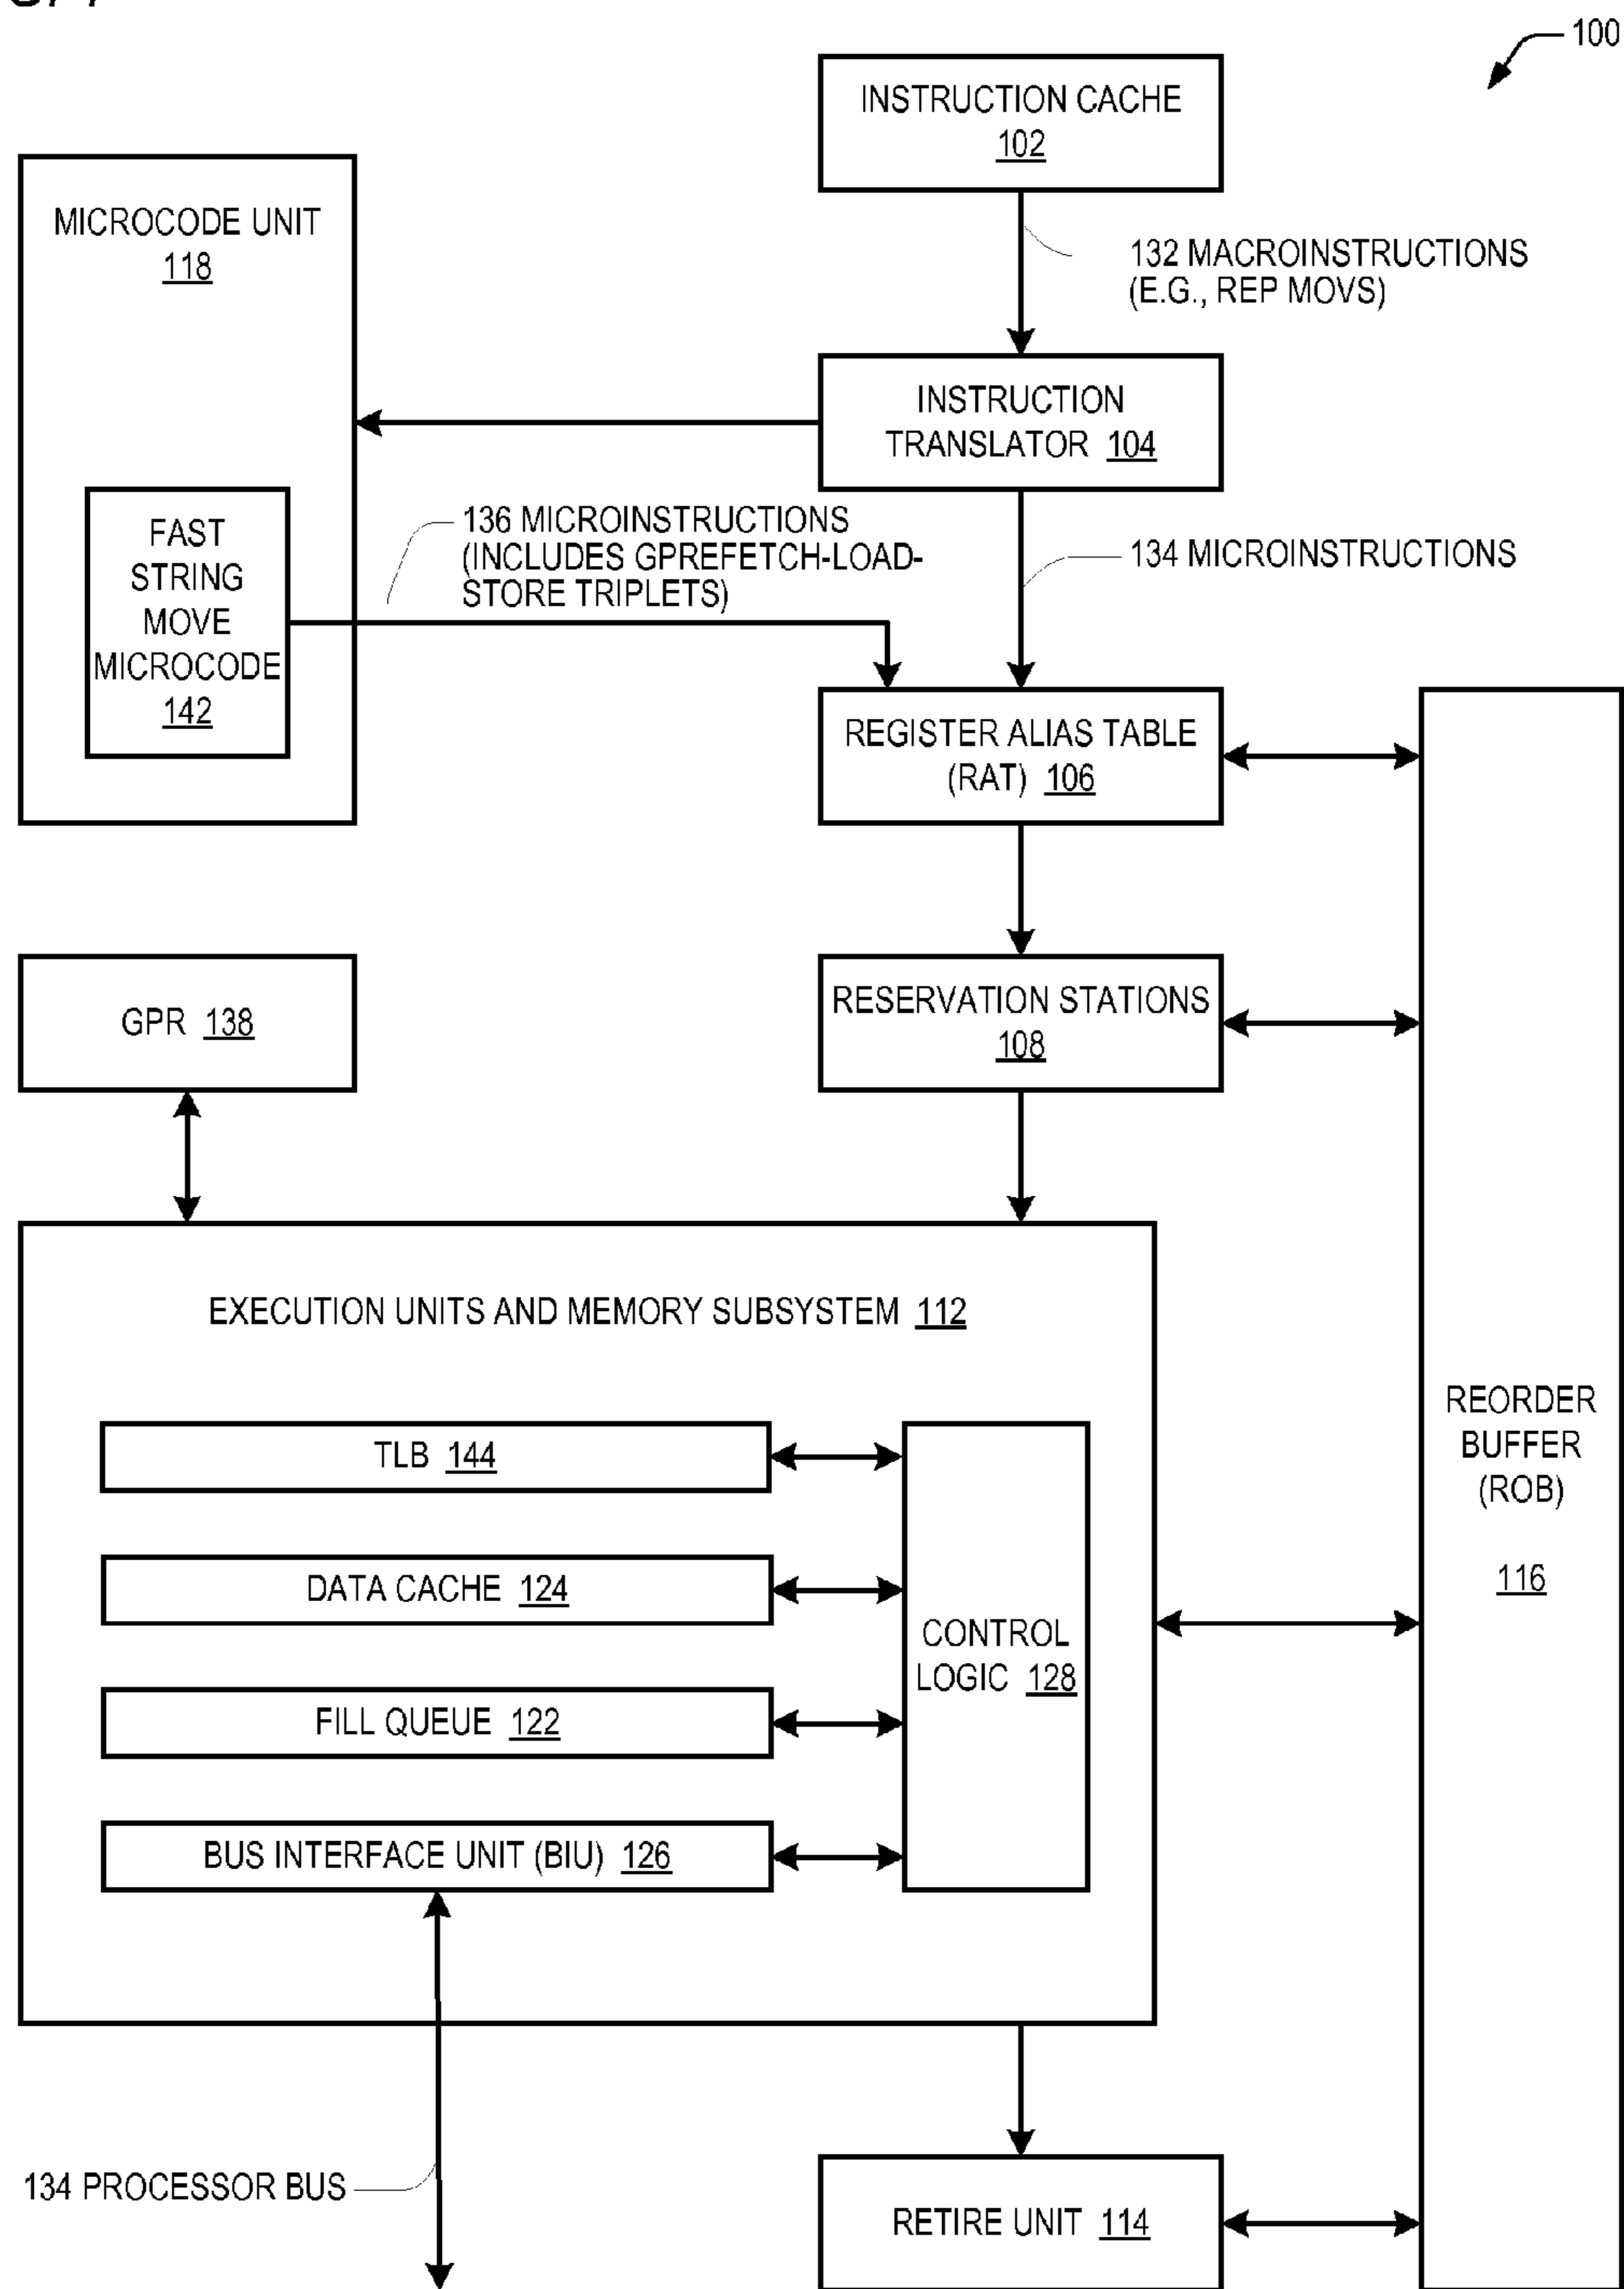 100
INSTRUCTION CACHE
102
132 MACROINSTRUCTIONS
(E.G., REP MOVS)
MICROCODE UNIT
118
INSTRUCTION
TRANSLATOR 104
FAST
STRING
MOVE
MICROCODE
142
136 MICROINSTRUCTIONS
(INCLUDES GPREFETCH-LOAD-
STORE TRIPLETS)
134 MICROINSTRUCTIONS
REGISTER ALIAS TABLE
(RAT) 106
GPR 138
RESERVATION STATIONS
108
EXECUTION UNITS AND MEMORY SUBSYSTEM 112
TLB 144
DATA CACHE 124
FILL QUEUE 122
BUS INTERFACE UNIT (BIU) 126
CONTROL
LOGIC 128
REORDER
BUFFER
(ROB)
116
134 PROCESSOR BUS
RETIRE UNIT 114